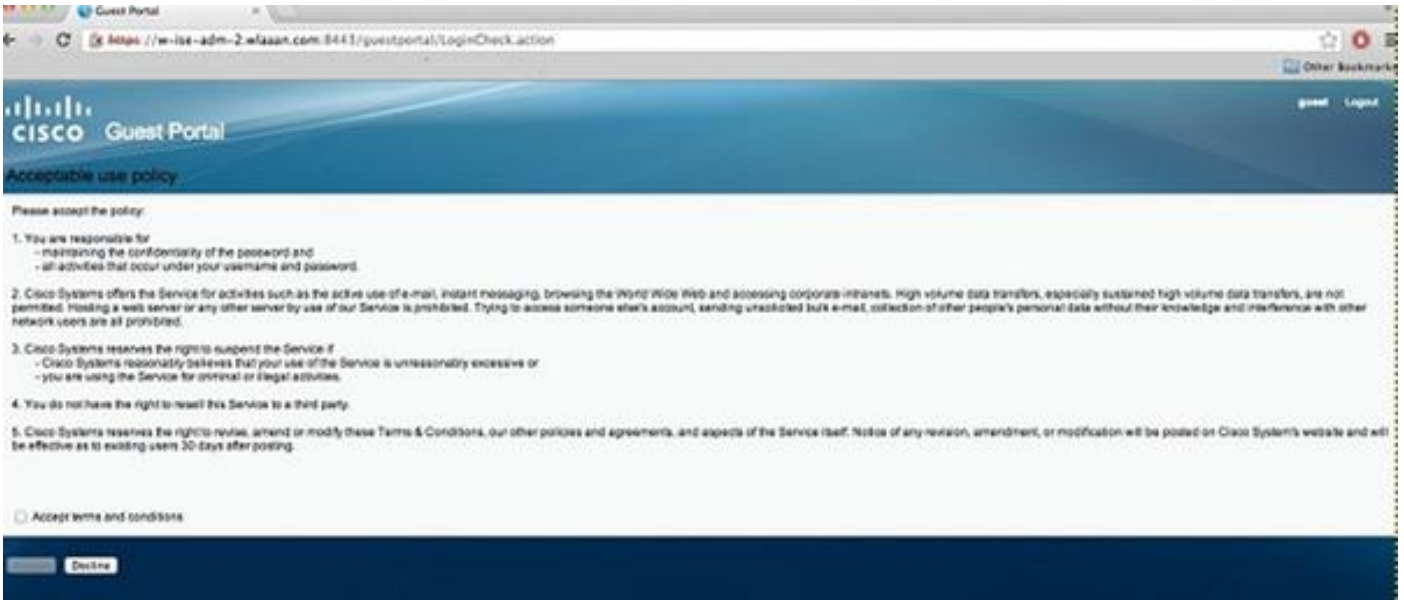 Guest Portal
https://w-ise-adm-2.wlaaan.com:8443/guestportal/LoginCheck.action
Other Bookmarks
guest Logout
CISCO Guest Portal
Acceptable use policy
Please accept the policy:
1. You are responsible for
- maintaining the confidentiality of the password and
- all activities that occur under your username and password.
2. Cisco Systems offers the Service for activities such as the active use of e-mail, instant messaging, browsing the World Wide Web and accessing corporate intranets. High volume data transfers, especially sustained high volume data transfers, are not
permitted. Hosting a web server or any other server by use of our Service is prohibited. Trying to access someone else's account, sending unsolicited bulk e-mail, collection of other people's personal data without their knowledge and interference with other
network users are all prohibited.
3. Cisco Systems reserves the right to suspend the Service if
- Cisco Systems reasonably believes that your use of the Service is unreasonably excessive or
- you are using the Service for criminal or illegal activities.
4. You do not have the right to resell this Service to a third party.
5. Cisco Systems reserves the right to revise, amend or modify these Terms & Conditions, our other policies and agreements, and aspects of the Service itself. Notice of any revision, amendment, or modification will be posted on Cisco System's website and will
be effective as to existing users 30 days after posting.
Accept terms and conditions
Decline